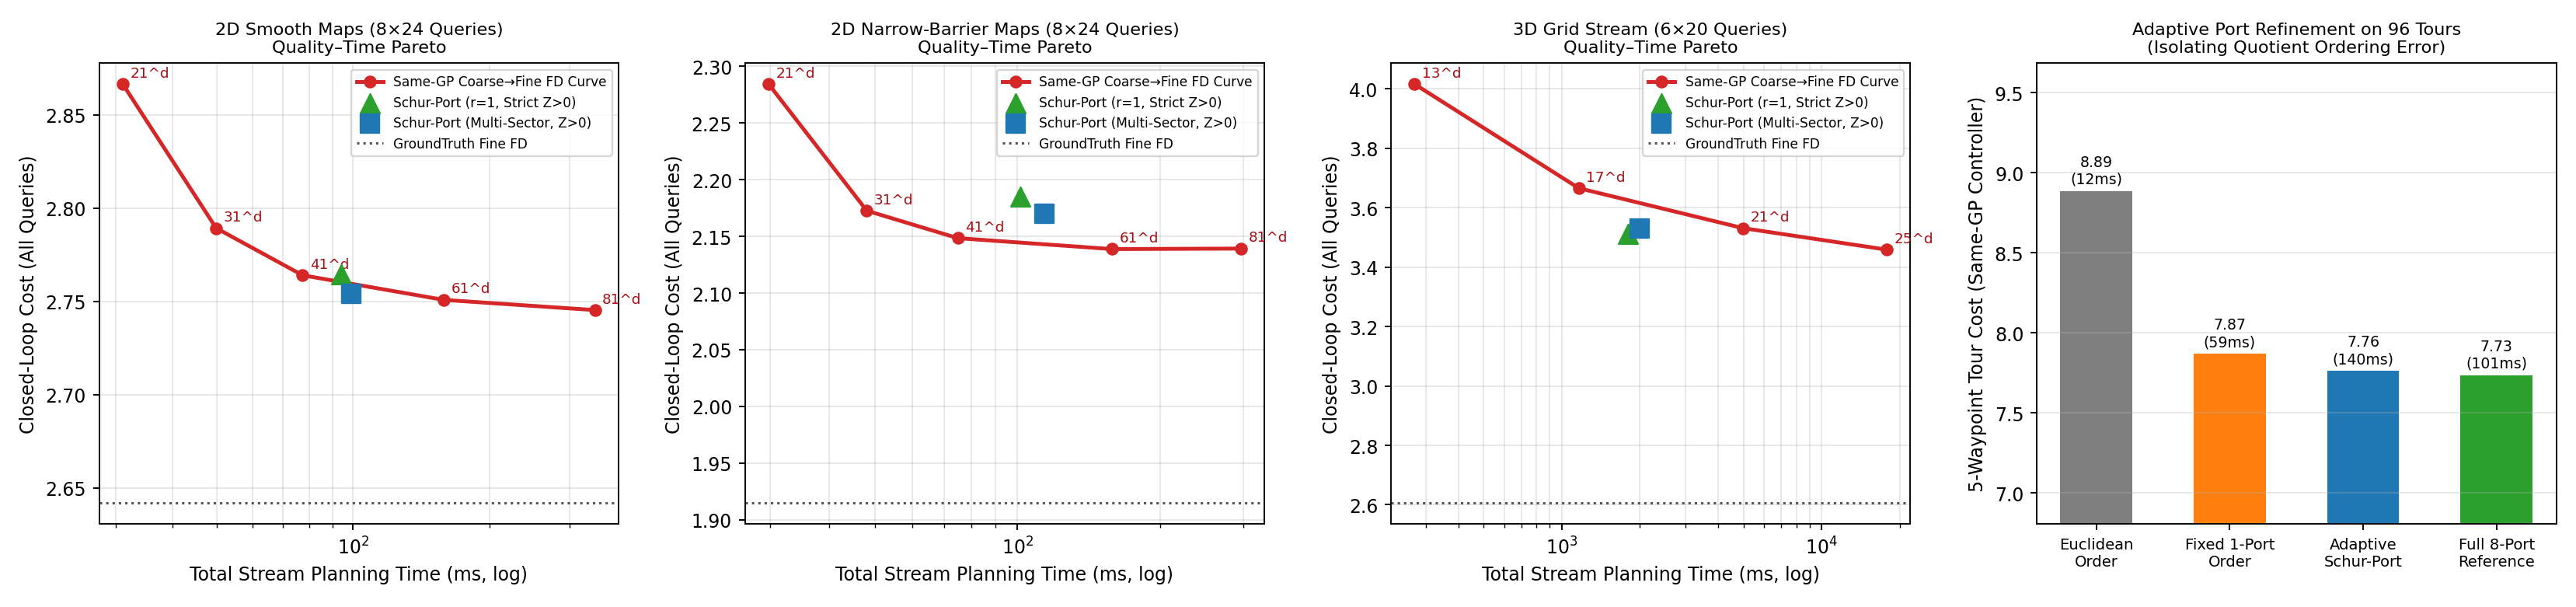 2D Smooth Maps (8×24 Queries)
Quality–Time Pareto
Closed-Loop Cost (All Queries)
2.85
2.80
2.75
2.70
2.65
21^d
31^d
41^d
61^d
81^d
Same-GP Coarse→Fine FD Curve
Schur-Port (r=1, Strict Z>0)
Schur-Port (Multi-Sector, Z>0)
GroundTruth Fine FD
10²
Total Stream Planning Time (ms, log)
2D Narrow-Barrier Maps (8×24 Queries)
Quality–Time Pareto
Closed-Loop Cost (All Queries)
2.30
2.25
2.20
2.15
2.10
2.05
2.00
1.95
1.90
21^d
31^d
41^d
61^d
81^d
Same-GP Coarse→Fine FD Curve
Schur-Port (r=1, Strict Z>0)
Schur-Port (Multi-Sector, Z>0)
GroundTruth Fine FD
10²
Total Stream Planning Time (ms, log)
3D Grid Stream (6×20 Queries)
Quality–Time Pareto
Closed-Loop Cost (All Queries)
4.0
3.8
3.6
3.4
3.2
3.0
2.8
2.6
13^d
17^d
21^d
25^d
Same-GP Coarse→Fine FD Curve
Schur-Port (r=1, Strict Z>0)
Schur-Port (Multi-Sector, Z>0)
GroundTruth Fine FD
10³
10⁴
Total Stream Planning Time (ms, log)
Adaptive Port Refinement on 96 Tours
(Isolating Quotient Ordering Error)
5-Waypoint Tour Cost (Same-GP Controller)
9.5
9.0
8.5
8.0
7.5
7.0
8.89
(12ms)
7.87
(59ms)
7.76
(140ms)
7.73
(101ms)
Euclidean
Order
Fixed 1-Port
Order
Adaptive
Schur-Port
Full 8-Port
Reference